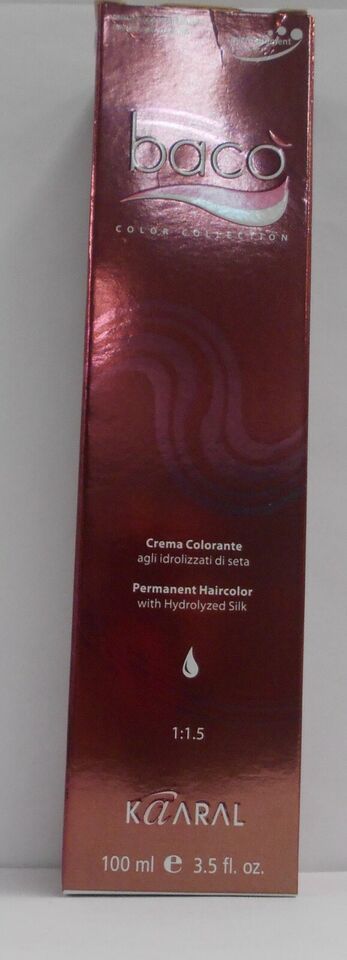 bacò
COLOR COLLECTION
Crema Colorante
agli idrolizzati di seta
Permanent Haircolor
with Hydrolyzed Silk
1:1.5
KAARAL
100 ml e 3.5 fl. oz.